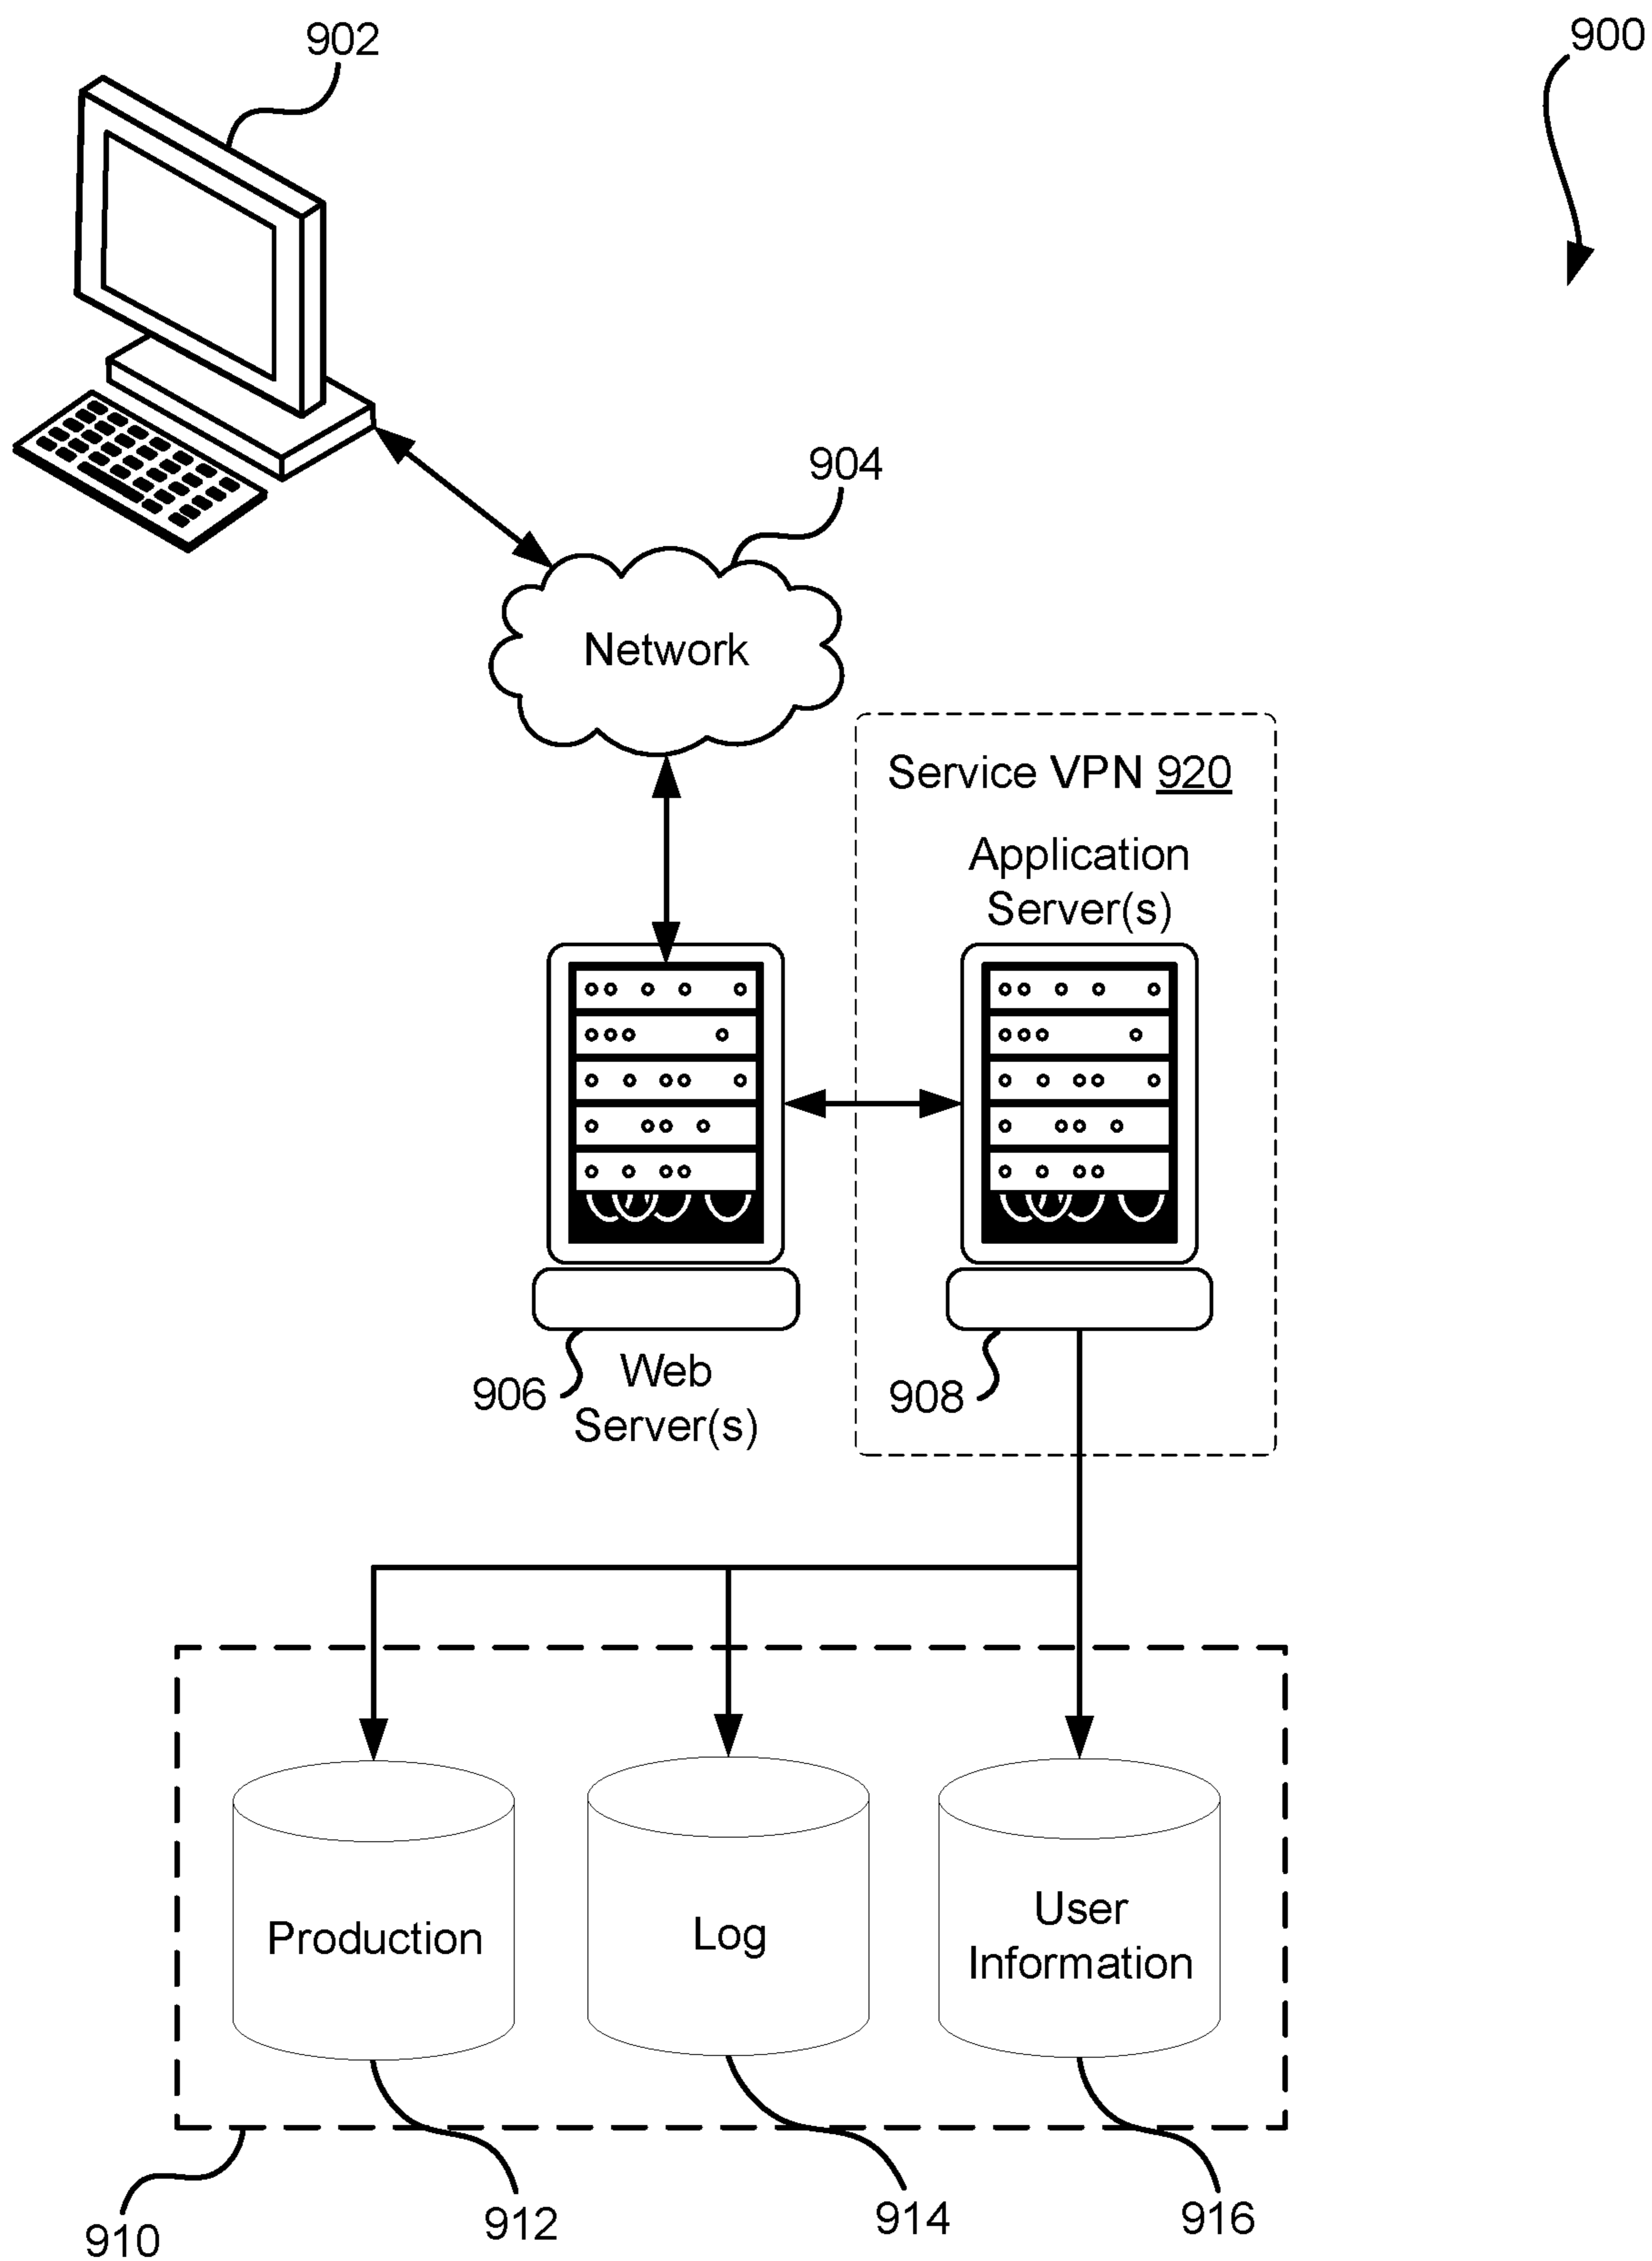 902
900
904
Network
Service VPN 920
Application
Server(s)
906
Web
Server(s)
908
Production
Log
User
Information
910
912
914
916